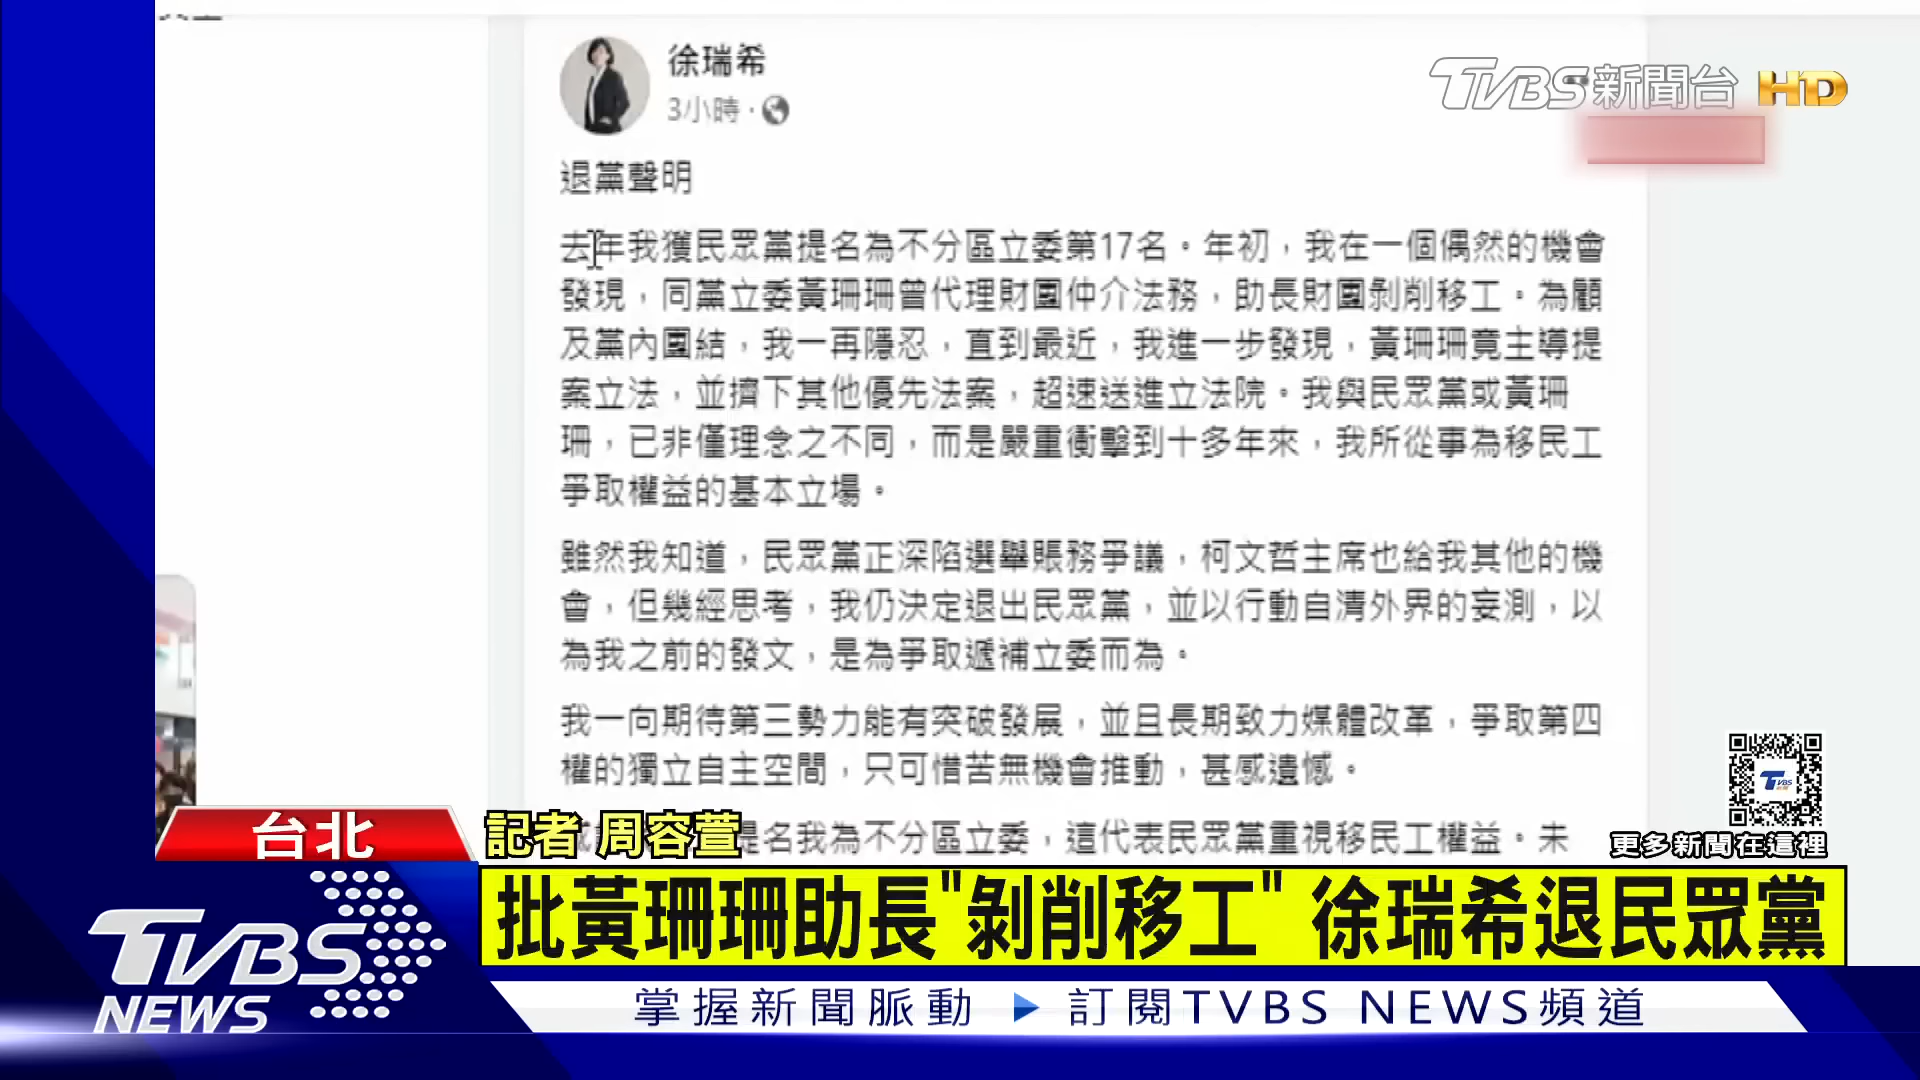 徐瑞希
3小時
退黨聲明
去年我獲民眾黨提名為不分區立委第17名。年初，我在一個偶然的機會
發現，同黨立委黃珊珊曾代理財團仲介法務，助長財團剝削移工。為顧
及黨內團結，我一再隱忍，直到最近，我進一步發現，黃珊珊竟主導提
案立法，並擠下其他優先法案，超速送進立法院。我與民眾黨或黃珊
珊，已非僅理念之不同，而是嚴重衝擊到十多年來，我所從事為移民工
爭取權益的基本立場。
雖然我知道，民眾黨正深陷選舉賬務爭議，柯文哲主席也給我其他的機
會，但幾經思考，我仍決定退出民眾黨，並以行動自清外界的妄測，以
為我之前的發文，是為爭取遞補立委而為。
我一向期待第三勢力能有突破發展，並且長期致力媒體改革，爭取第四
權的獨立自主空間，只可惜苦無機會推動，甚感遺憾。
提名我為不分區立委，這代表民眾黨重視移民工權益。未
TVBS新聞台 HD
更多新聞在這裡
台北
記者 周容萱
批黃珊珊助長"剝削移工" 徐瑞希退民眾黨
TVBS NEWS
掌握新聞脈動 ▶ 訂閱TVBS NEWS頻道